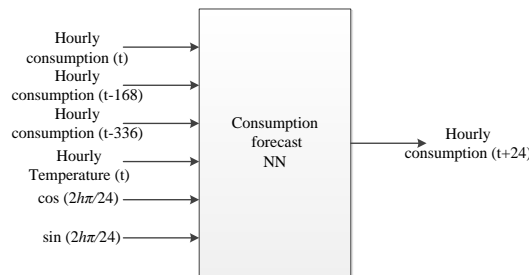 Hourly
consumption (t)
Hourly
consumption (t-168)
Hourly
consumption (t-336)
Hourly
Temperature (t)
cos (2hπ/24)
sin (2hπ/24)
Consumption
forecast
NN
Hourly
consumption (t+24)